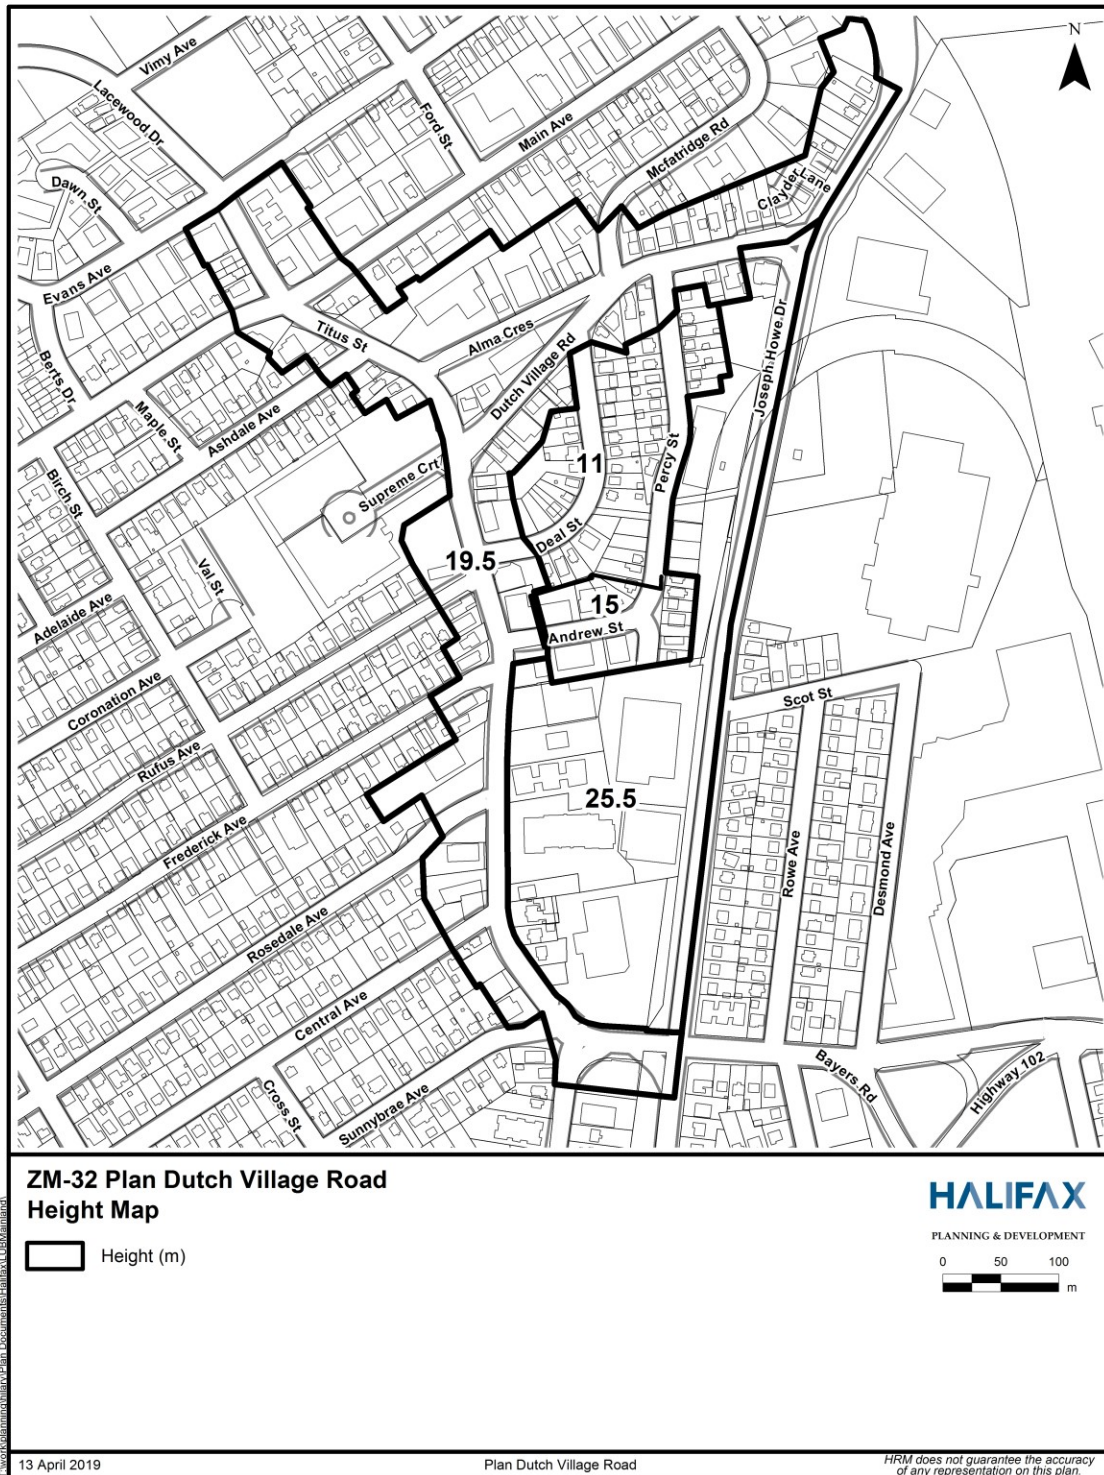 N
Vimy Ave
Lacewood Dr
Ford St
Main Ave
Mcfatridge Rd
Clayder Lane
Dawn St
Evans Ave
Titus St
Alma Cres
Joseph Howe Dr
Berts Dr
Dutch Village Rd
Maple St
Ashdale Ave
Percy St
11
Birch St
Supreme Crt
Deal St
19.5
Val St
15
Adelaide Ave
Andrew St
Coronation Ave
Scot St
Rufus Ave
25.5
Frederick Ave
Rowe Ave
Desmond Ave
Rosedale Ave
Central Ave
Cross St
Sunnybrae Ave
Bayers Rd
Highway 102
ZM-32 Plan Dutch Village Road
Height Map
Height (m)
HALIFAX
PLANNING & DEVELOPMENT
0 50 100
m
13 April 2019
Plan Dutch Village Road
HRM does not guarantee the accuracy
of any representation on this plan.